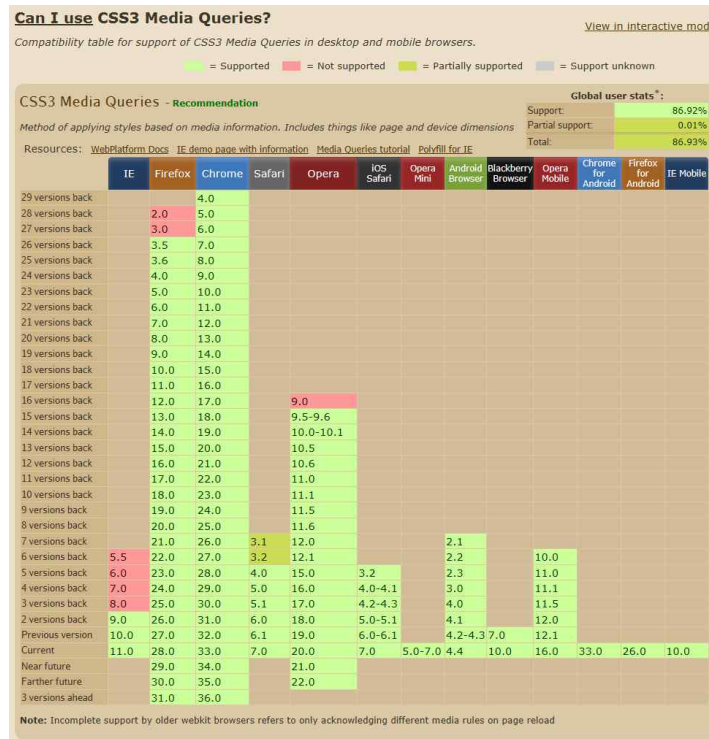 Can I use CSS3 Media Queries?
View in interactive mod
Compatibility table for support of CSS3 Media Queries in desktop and mobile browsers.
= Supported = Not supported = Partially supported = Support unknown
CSS3 Media Queries - Recommendation
Global user stats*:
Support: 86.92%
Partial support: 0.01%
Total: 86.93%
Method of applying styles based on media information. Includes things like page and device dimensions
Resources: WebPlatform Docs IE demo page with information Media Queries tutorial Polyfill for IE
IE Firefox Chrome Safari Opera iOS Safari Opera Mini Android Browser Blackberry Browser Opera Mobile Chrome for Android Firefox for Android IE Mobile
29 versions back 4.0
28 versions back 2.0 5.0
27 versions back 3.0 6.0
26 versions back 3.5 7.0
25 versions back 3.6 8.0
24 versions back 4.0 9.0
23 versions back 5.0 10.0
22 versions back 6.0 11.0
21 versions back 7.0 12.0
20 versions back 8.0 13.0
19 versions back 9.0 14.0
18 versions back 10.0 15.0
17 versions back 11.0 16.0
16 versions back 12.0 17.0 9.0
15 versions back 13.0 18.0 9.5-9.6
14 versions back 14.0 19.0 10.0-10.1
13 versions back 15.0 20.0 10.5
12 versions back 16.0 21.0 10.6
11 versions back 17.0 22.0 11.0
10 versions back 18.0 23.0 11.1
9 versions back 19.0 24.0 11.5
8 versions back 20.0 25.0 11.6
7 versions back 21.0 26.0 3.1 12.0 2.1
6 versions back 5.5 22.0 27.0 3.2 12.1 2.2 10.0
5 versions back 6.0 23.0 28.0 4.0 15.0 3.2 2.3 11.0
4 versions back 7.0 24.0 29.0 5.0 16.0 4.0-4.1 3.0 11.1
3 versions back 8.0 25.0 30.0 5.1 17.0 4.2-4.3 4.0 11.5
2 versions back 9.0 26.0 31.0 6.0 18.0 5.0-5.1 4.1 12.0
Previous version 10.0 27.0 32.0 6.1 19.0 6.0-6.1 4.2-4.3 7.0 12.1
Current 11.0 28.0 33.0 7.0 20.0 7.0 5.0-7.0 4.4 10.0 16.0 33.0 26.0 10.0
Near future 29.0 34.0 21.0
Farther future 30.0 35.0 22.0
3 versions ahead 31.0 36.0
Note: Incomplete support by older webkit browsers refers to only acknowledging different media rules on page reload